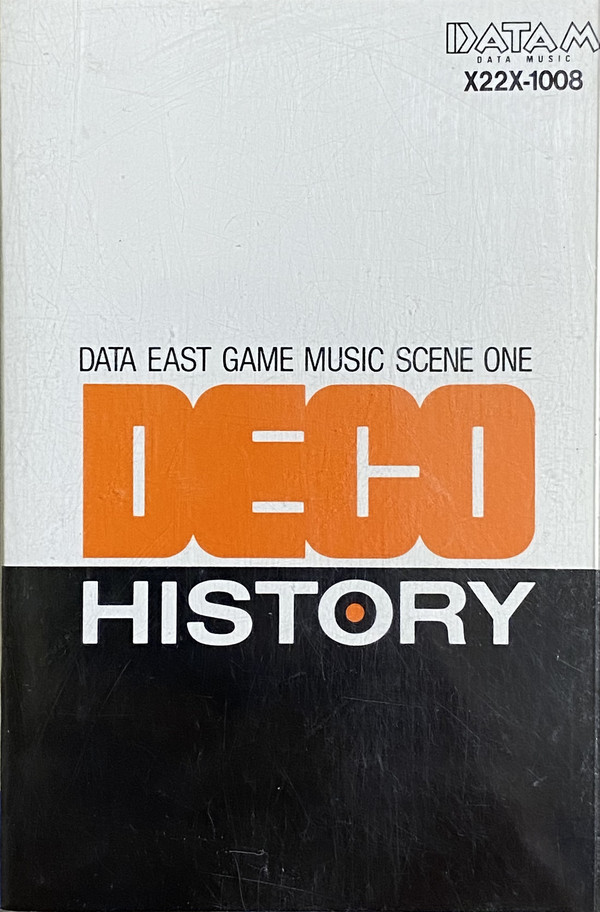 DATAM
DATA MUSIC
X22X-1008
DATA EAST GAME MUSIC SCENE ONE
DECO
HISTORY